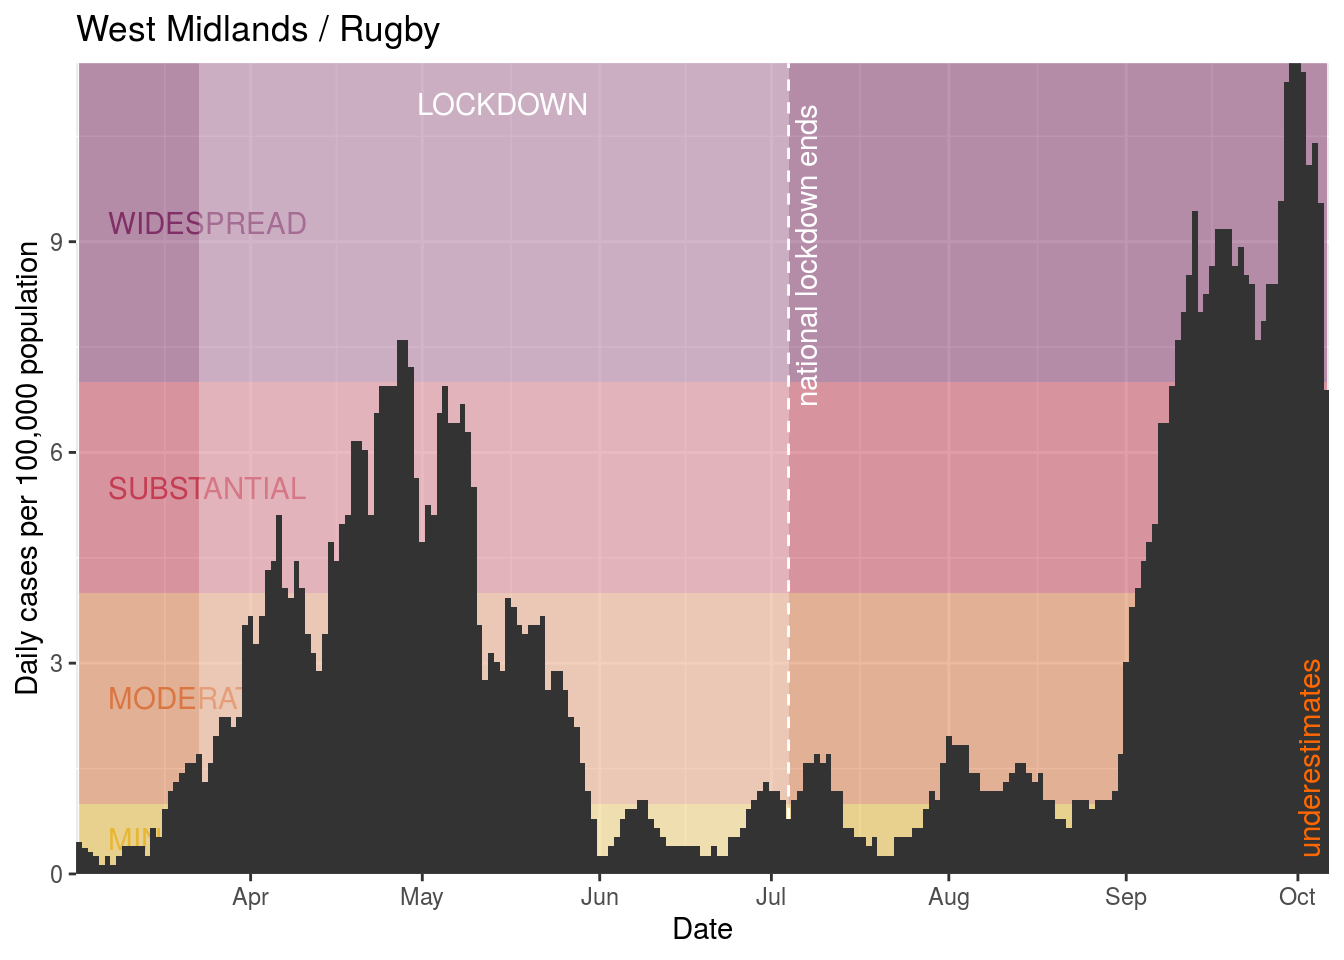 West Midlands / Rugby
LOCKDOWN
national lockdown ends
WIDESPREAD
SUBSTANTIAL
MODERAT
MIN
underestimates
Daily cases per 100,000 population
9
6
3
0
Apr
May
Jun
Jul
Aug
Sep
Oct
Date